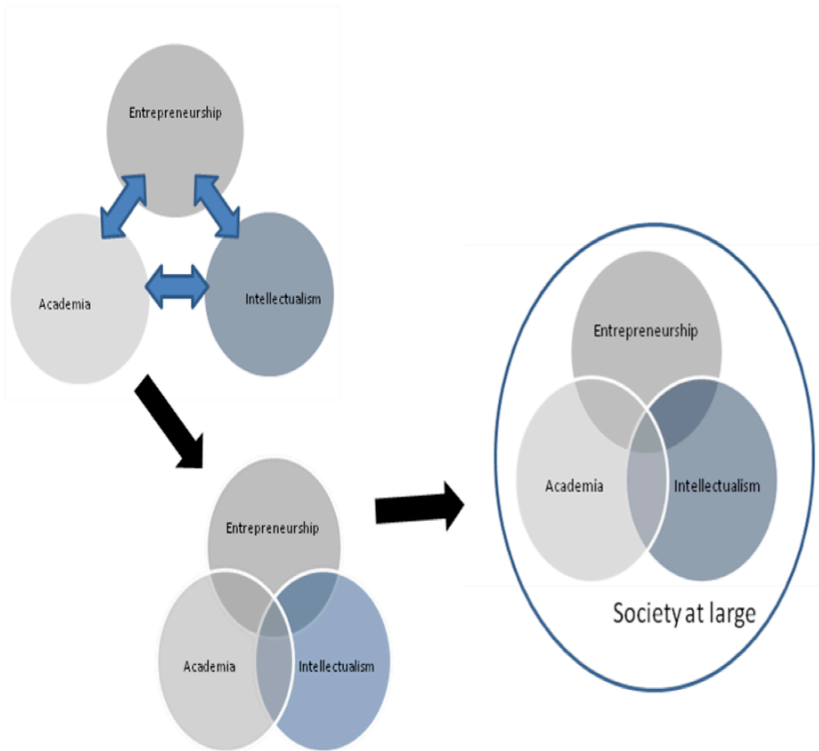 Entrepreneurship
Academia
Intellectualism
Entrepreneurship
Academia
Intellectualism
Entrepreneurship
Academia
Intellectualism
Society at large